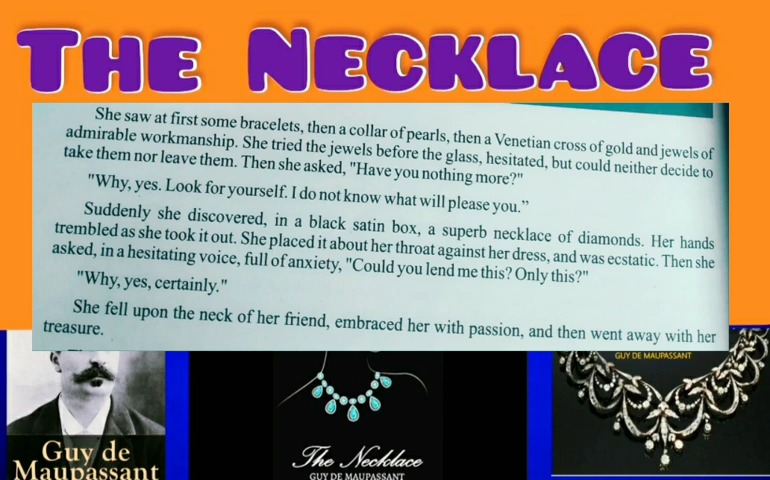 THE NECKLACE
She saw at first some bracelets, then a collar of pearls, then a Venetian cross of gold and jewels of
admirable workmanship. She tried the jewels before the glass, hesitated, but could neither decide to
take them nor leave them. Then she asked, "Have you nothing more?"
"Why, yes. Look for yourself. I do not know what will please you.”
Suddenly she discovered, in a black satin box, a superb necklace of diamonds. Her hands
trembled as she took it out. She placed it about her throat against her dress, and was ecstatic. Then she
asked, in a hesitating voice, full of anxiety, "Could you lend me this? Only this?"
"Why, yes, certainly."
She fell upon the neck of her friend, embraced her with passion, and then went away with her
treasure.
Guy de
Maupassant
The Necklace
GUY DE MAUPASSANT
GUY DE MAUPASSANT